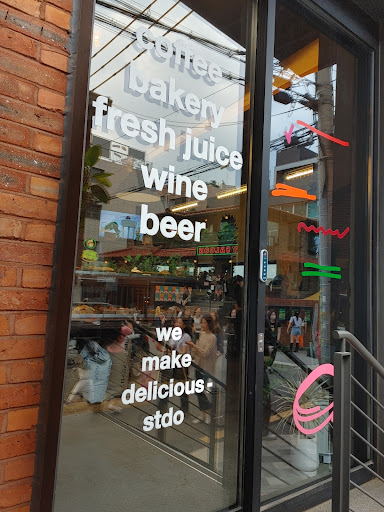 coffee
bakery
fresh juice
wine
beer
we
make
delicious·
stdo